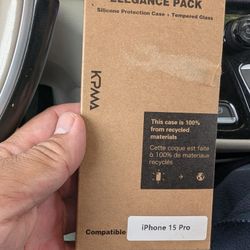 ELEGANCE PACK
Silicone Protection Case + Tempered Glass
KPMA
This case is 100%
from recycled
materials
Cette coque est faite
à 100% de materiaux
recyclés
Compatible
iPhone 15 Pro